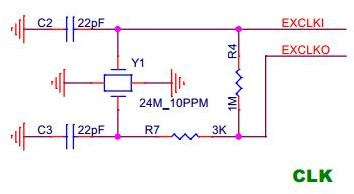 C2 22pF EXCLKI
R4
EXCLKO
Y1
24M_10PPM 1M
C3 22pF R7 3K
CLK